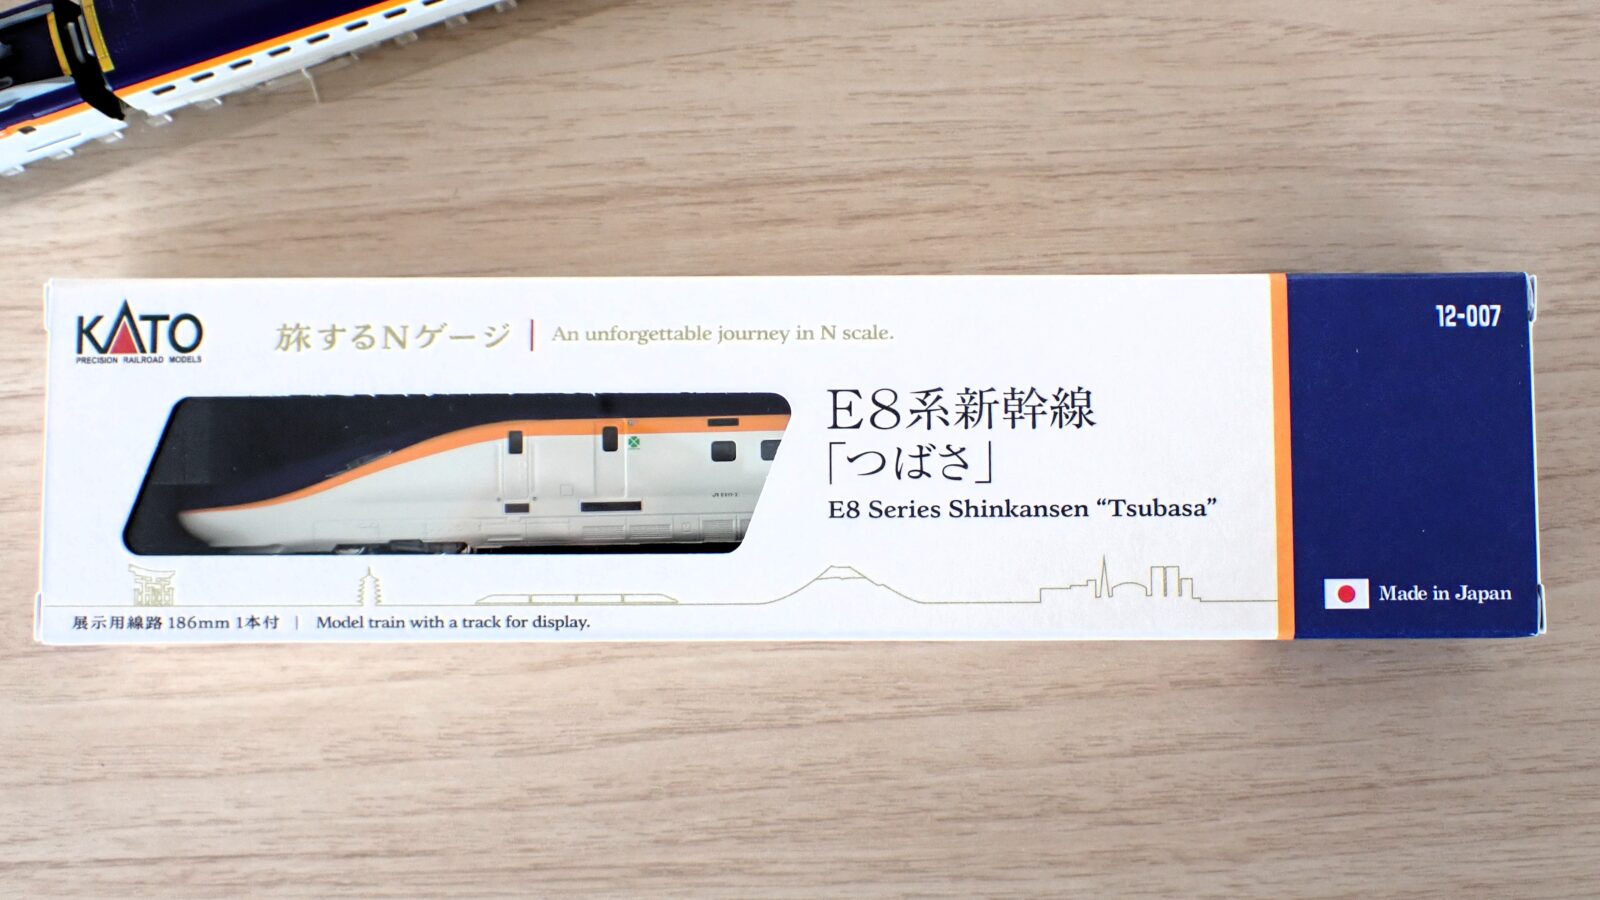 KATO
PRECISION RAILROAD MODELS
旅するNゲージ | An unforgettable journey in N scale.
12-007
E8系新幹線
「つばさ」
E8 Series Shinkansen “Tsubasa”
展示用線路 186mm 1本付 | Model train with a track for display.
Made in Japan